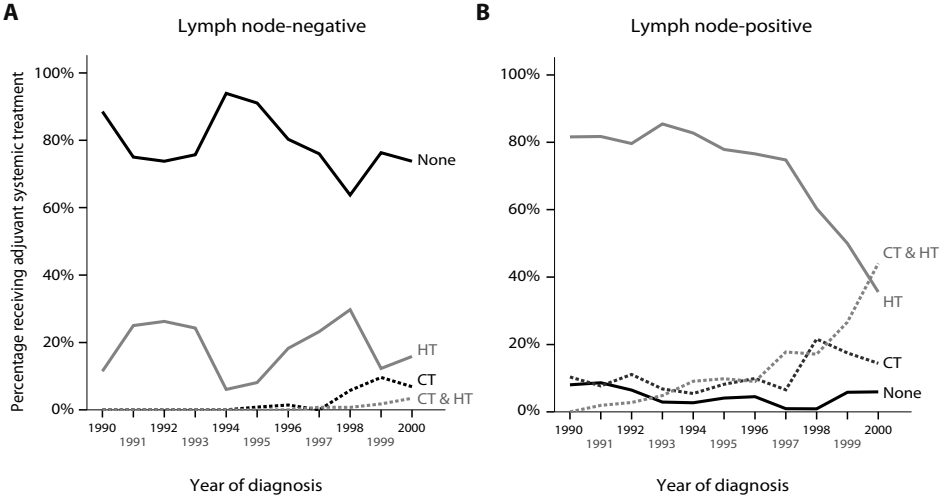 A
Lymph node-negative
Percentage receiving adjuvant systemic treatment
100%
80%
60%
40%
20%
0%
None
HT
CT
CT & HT
1990 1992 1994 1996 1998 2000
1991 1993 1995 1997 1999
Year of diagnosis
B
Lymph node-positive
100%
80%
60%
40%
20%
0%
CT & HT
HT
CT
None
1990 1992 1994 1996 1998 2000
1991 1993 1995 1997 1999
Year of diagnosis